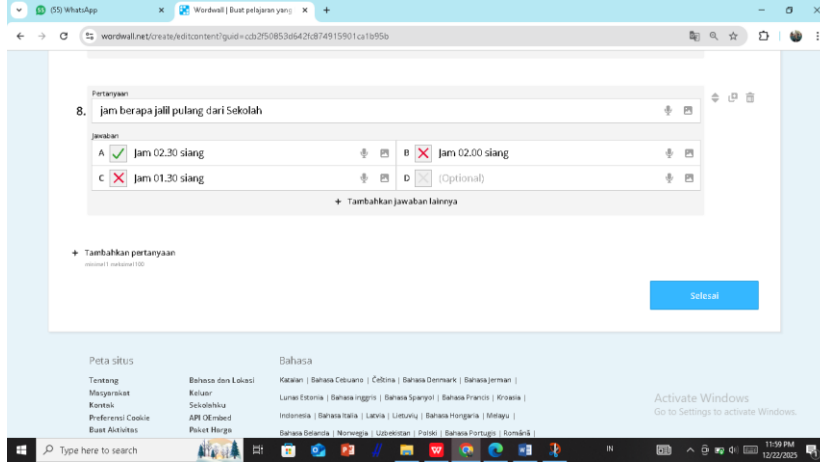 (55) WhatsApp
Wordwall | Buat pelajaran yang
wordwall.net/create/editcontent?guid=ccb2f50853d642fc874915901ca1b95b
Pertanyaan
8. jam berapa jalil pulang dari Sekolah
Jawaban
A Jam 02.30 siang B Jam 02.00 siang
C Jam 01.30 siang D (Optional)
+ Tambahkan jawaban lainnya
+ Tambahkan pertanyaan
minimal 1 maksimal 100
Selesai
Peta situs
Tentang
Masyarakat
Kontak
Preferensi Cookie
Buat Aktivitas
Bahasa dan Lokasi
Keluar
Sekolahku
API OEmbed
Paket Harga
Bahasa
Katalan | Bahasa Cebuano | Čeština | Bahasa Denmark | Bahasa Jerman |
Lunas Estonia | Bahasa inggris | Bahasa Spanyol | Bahasa Francis | Kroasia |
Indonesia | Bahasa Italia | Latvia | Lietuvių | Bahasa Hongaria | Melayu |
Bahasa Belanda | Norwegia | Uzbekistan | Polski | Bahasa Portugis | Română |
Activate Windows
Go to Settings to activate Windows.
Type here to search
IN
11:59 PM
12/22/2025